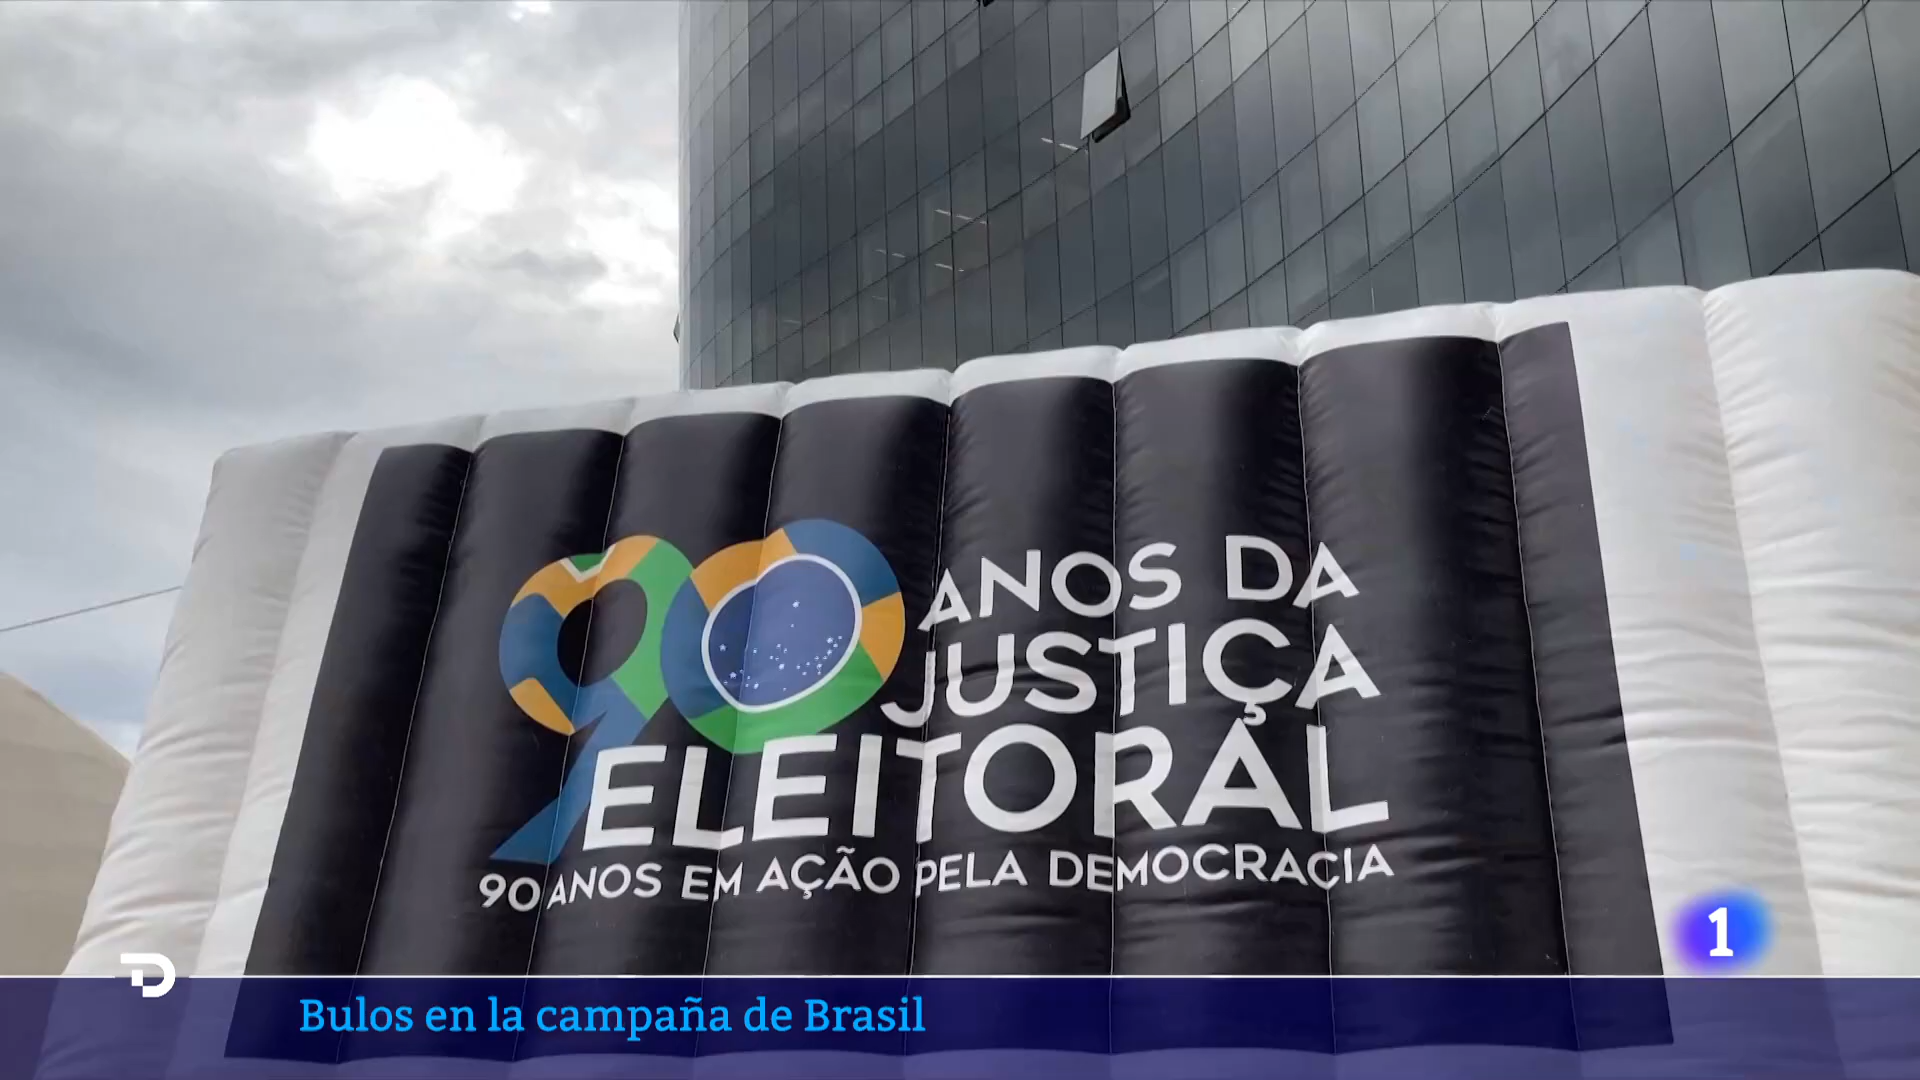 90 ANOS DA
JUSTIÇA
ELEITORAL
90 ANOS EM AÇÃO PELA DEMOCRACIA
1
Bulos en la campaña de Brasil